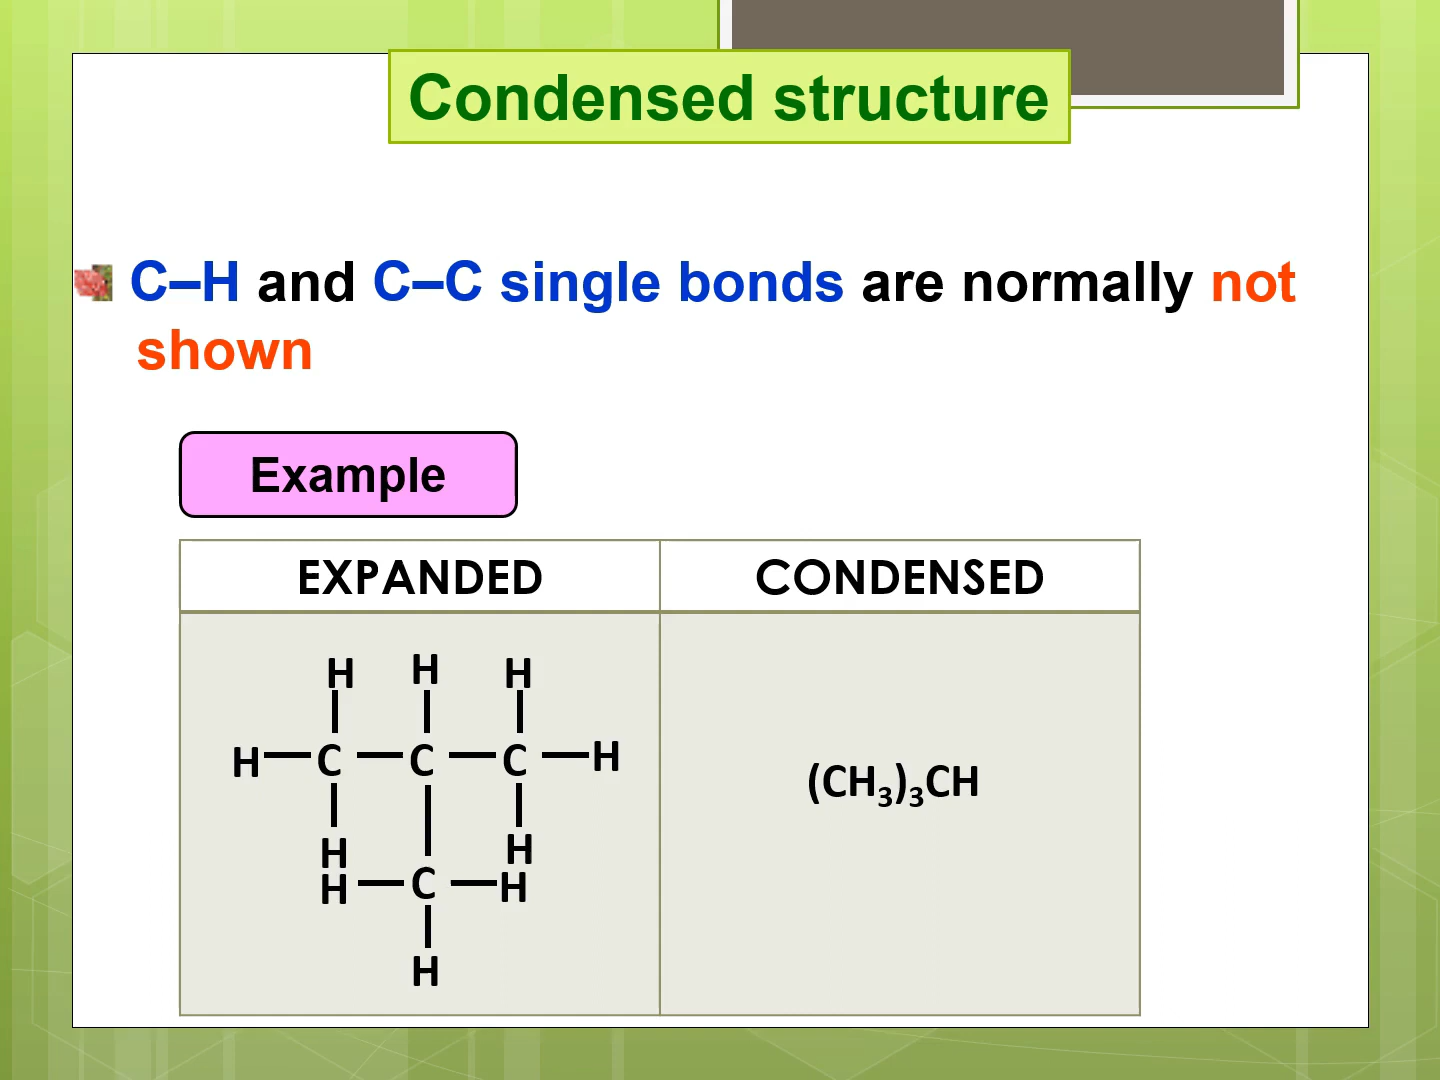 Condensed structure
C–H and C–C single bonds are normally not
shown
Example
EXPANDED CONDENSED
H H H
H—C—C—C—H
(CH₃)₃CH
H H
H—C—H
H